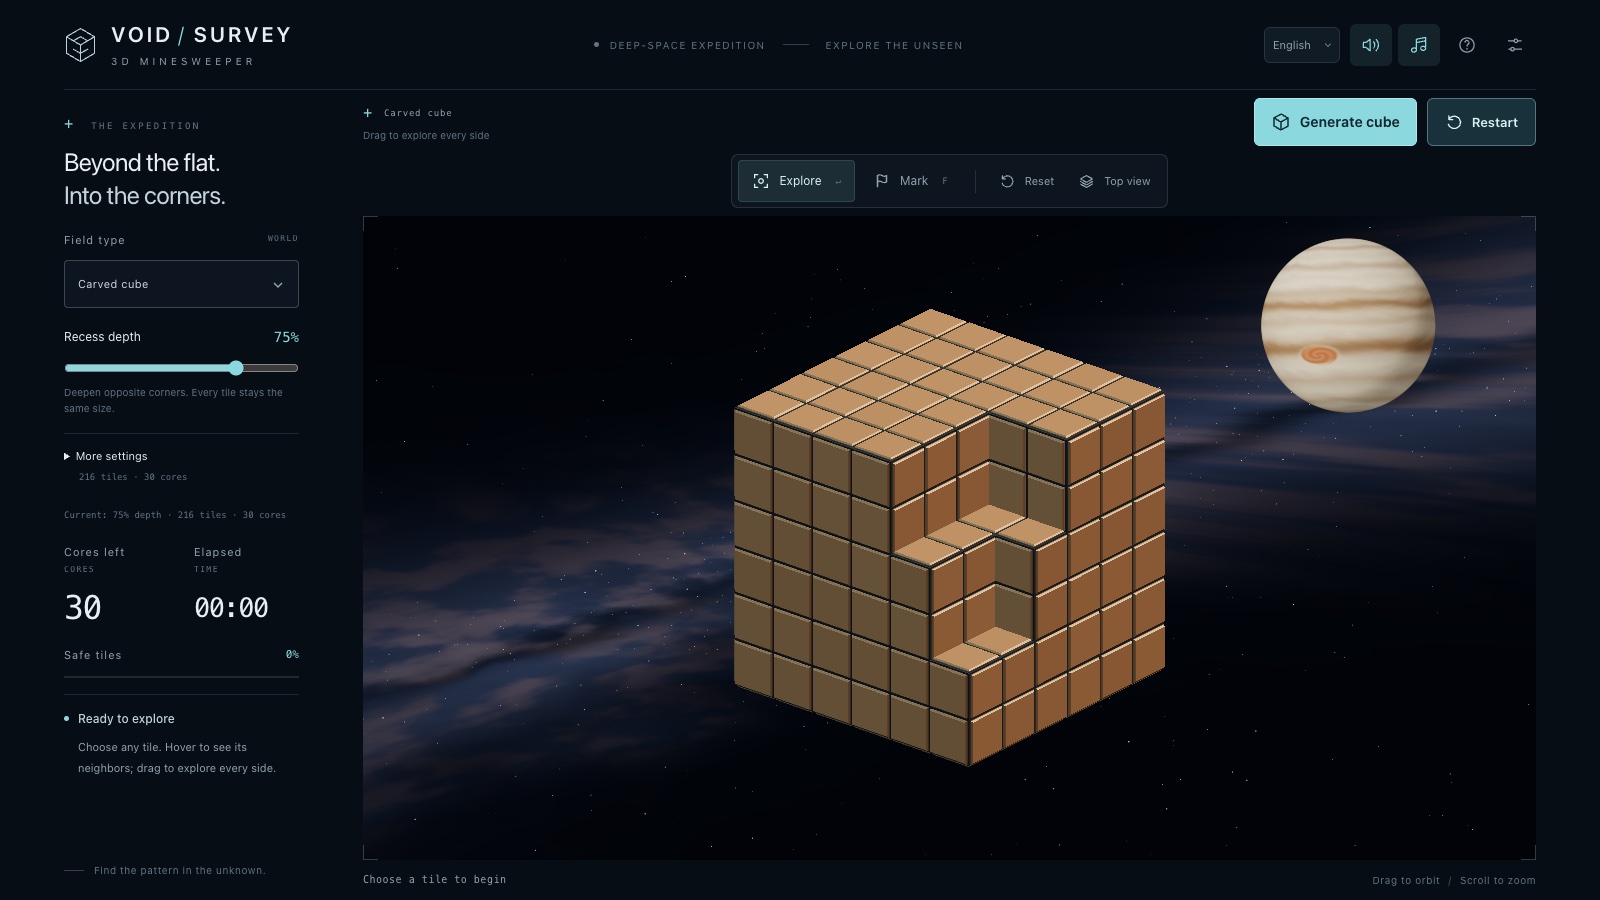 VOID / SURVEY
3D MINESWEEPER
DEEP-SPACE EXPEDITION
EXPLORE THE UNSEEN
English
THE EXPEDITION
Beyond the flat.
Into the corners.
Field type
WORLD
Carved cube
Recess depth
75%
Deepen opposite corners. Every tile stays the
same size.
More settings
216 tiles · 30 cores
Current: 75% depth · 216 tiles · 30 cores
Cores left
CORES
30
Elapsed
TIME
00:00
Safe tiles
0%
Ready to explore
Choose any tile. Hover to see its
neighbors; drag to explore every side.
Find the pattern in the unknown.
Carved cube
Drag to explore every side
Generate cube
Restart
Explore ↵
Mark F
Reset
Top view
Choose a tile to begin
Drag to orbit / Scroll to zoom